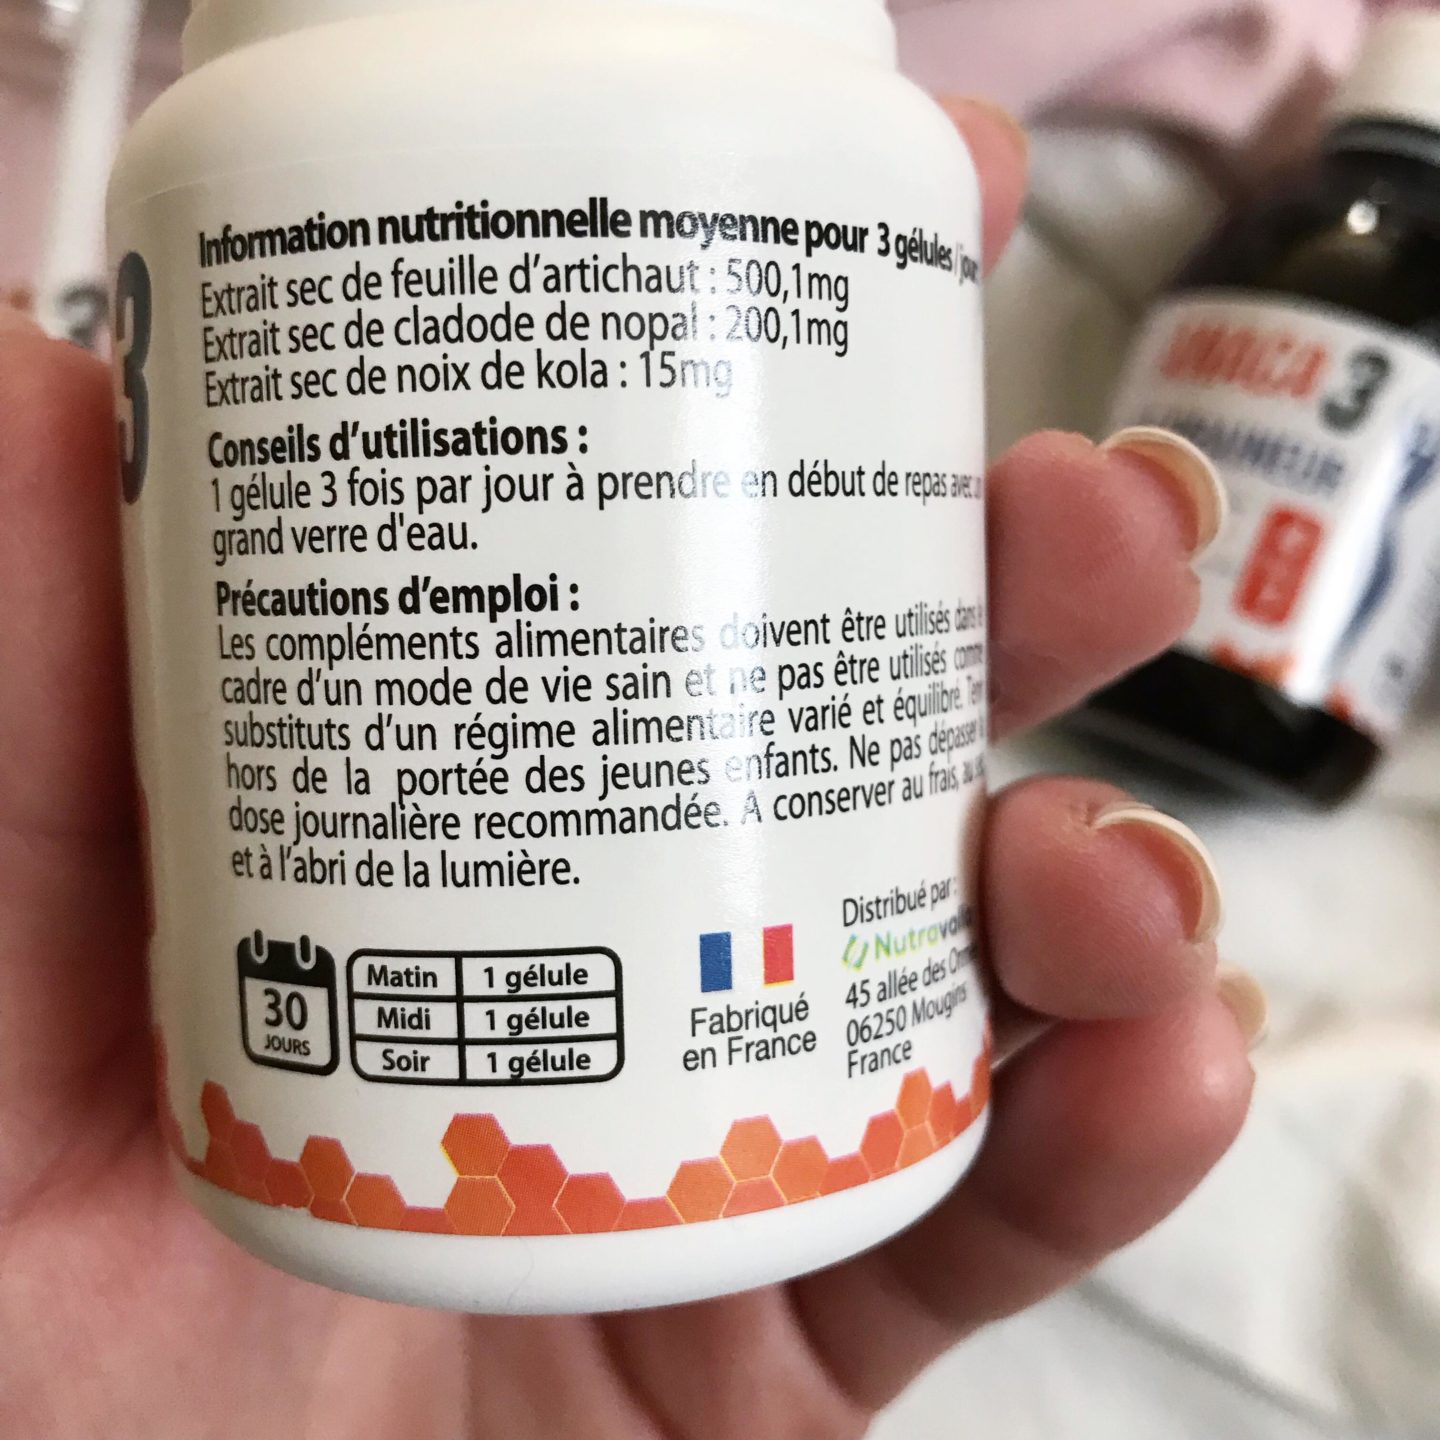 3
Information nutritionnelle moyenne pour 3 gélules / jour
Extrait sec de feuille d’artichaut : 500,1mg
Extrait sec de cladode de nopal : 200,1mg
Extrait sec de noix de kola : 15mg
Conseils d’utilisations :
1 gélule 3 fois par jour à prendre en début de repas avec
grand verre d'eau.
Précautions d’emploi :
Les compléments alimentaires doivent être utilisés dans
cadre d’un mode de vie sain et ne pas être utilisés comme
substituts d’un régime alimentaire varié et équilibré.
hors de la portée des jeunes enfants. Ne pas dépasser
dose journalière recommandée. A conserver au frais, au
et à l’abri de la lumière.
30
JOURS
Matin 1 gélule
Midi 1 gélule
Soir 1 gélule
Fabriqué
en France
Distribué par :
45 allée des
06250 Mougins
France
3